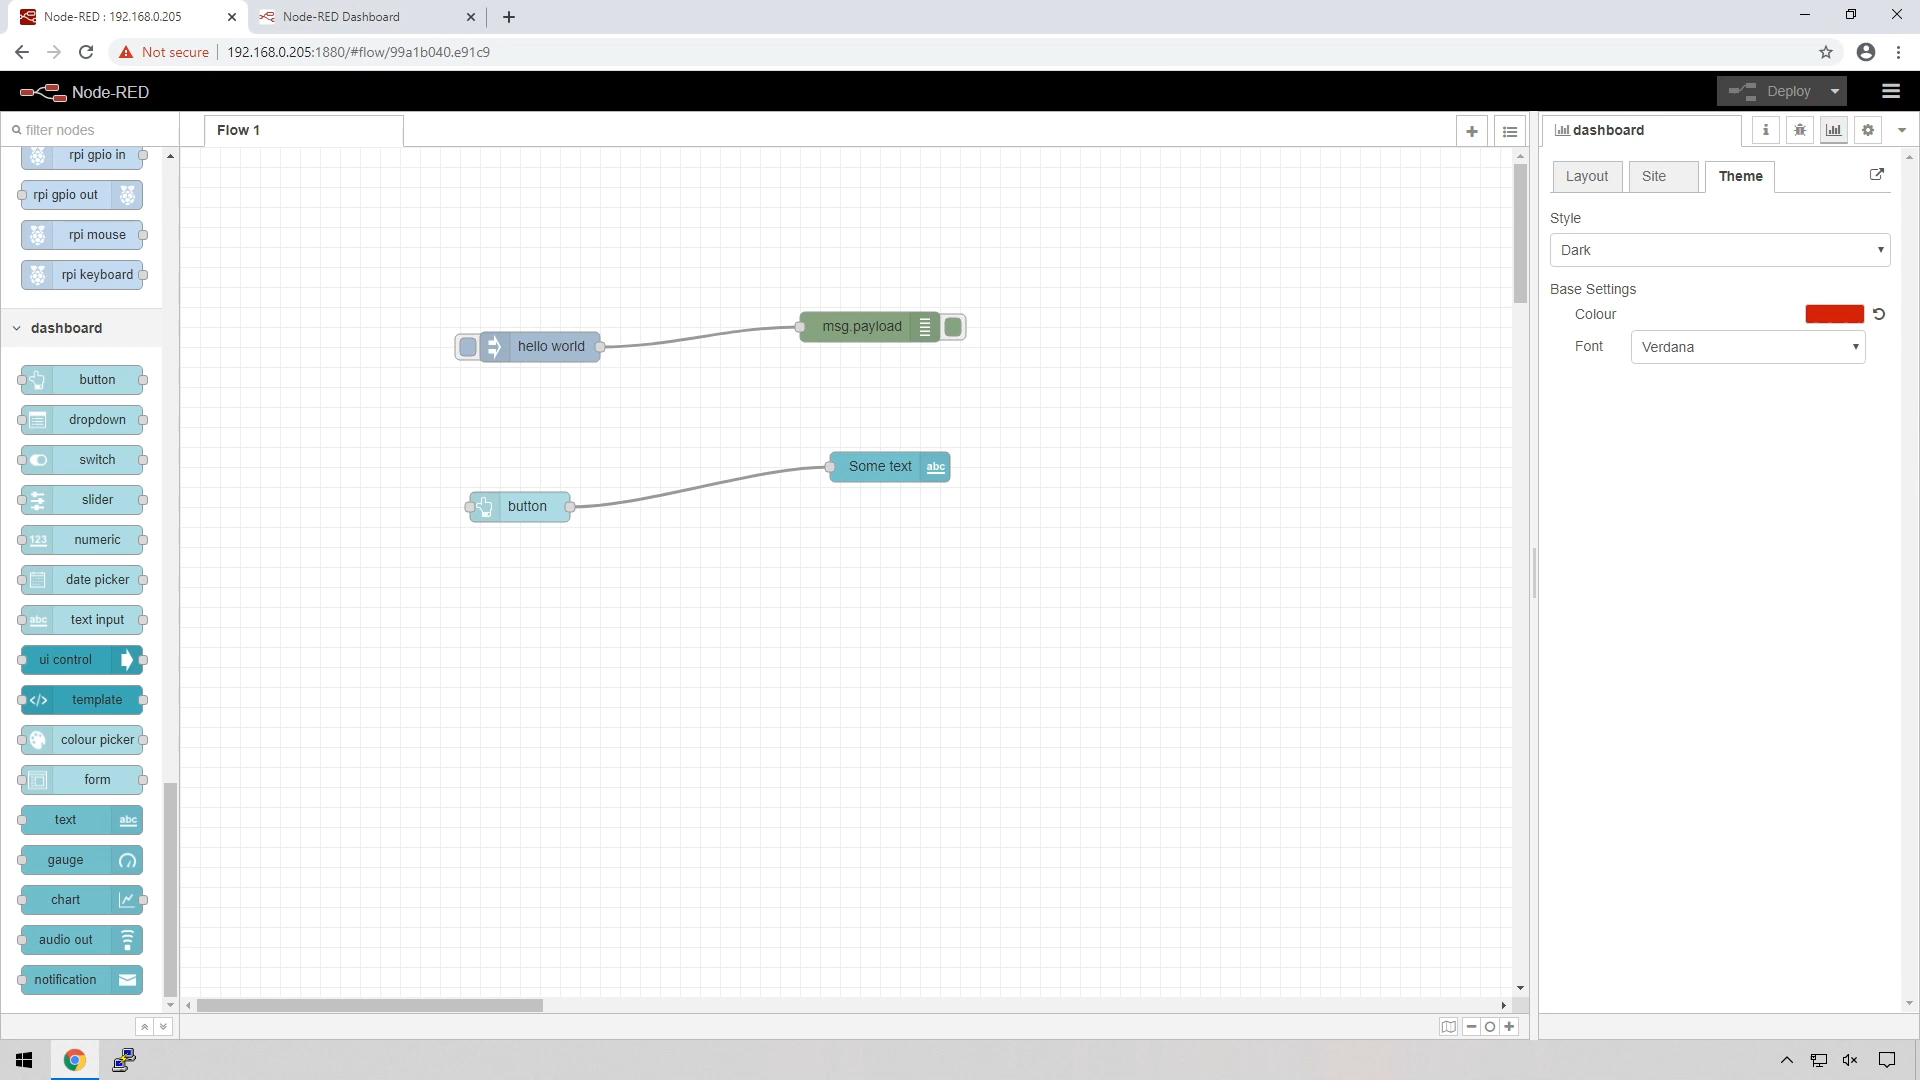 Node-RED : 192.168.0.205
Node-RED Dashboard
Not secure
192.168.0.205:1880/#flow/99a1b040.e91c9
Node-RED
Deploy
filter nodes
rpi gpio in
rpi gpio out
rpi mouse
rpi keyboard
dashboard
button
dropdown
switch
slider
123 numeric
date picker
abc text input
ui control
</> template
colour picker
form
text abc
gauge
chart
audio out
notification
Flow 1
hello world
msg.payload
button
Some text abc
dashboard
i
Layout Site Theme
Style
Dark
Base Settings
Colour
Font Verdana